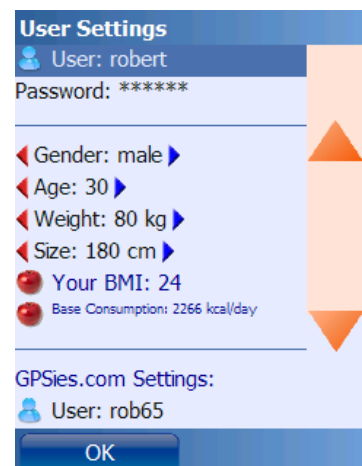 User Settings
User: robert
Password: ******
Gender: male
Age: 30
Weight: 80 kg
Size: 180 cm
Your BMI: 24
Base Consumption: 2266 kcal/day
GPSies.com Settings:
User: rob65
OK